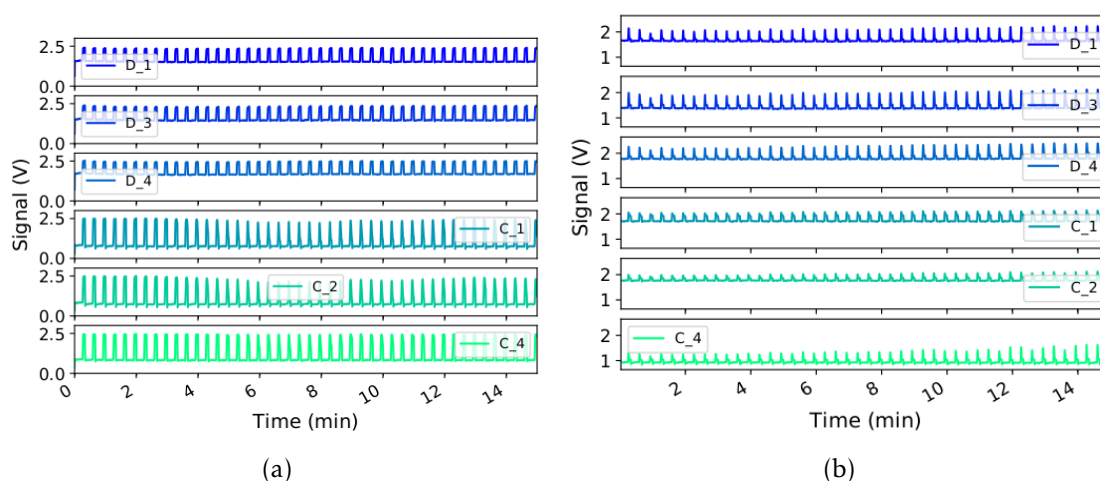 2.5
0.0
D_1
2.5
0.0
D_3
2.5
0.0
D_4
2.5
0.0
C_1
2.5
0.0
C_2
2.5
0.0
C_4
Signal (V)
0 2 4 6 8 10 12 14
Time (min)
(a)
2
1
D_1
2
1
D_3
2
1
D_4
2
1
C_1
2
1
C_2
2
1
C_4
Signal (V)
2 4 6 8 10 12 14
Time (min)
(b)